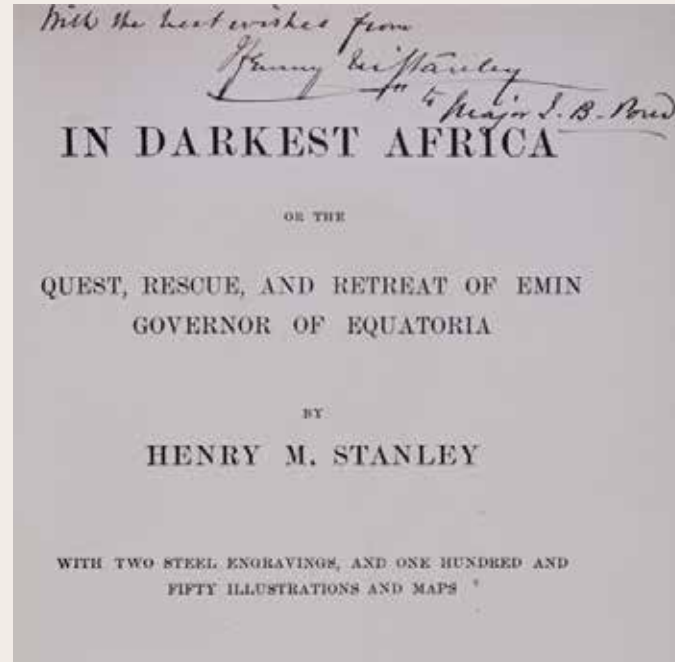 With the best wishes from
Henry M Stanley
to Major J. B. Pond
IN DARKEST AFRICA
OR THE
QUEST, RESCUE, AND RETREAT OF EMIN
GOVERNOR OF EQUATORIA
BY
HENRY M. STANLEY
WITH TWO STEEL ENGRAVINGS, AND ONE HUNDRED AND
FIFTY ILLUSTRATIONS AND MAPS